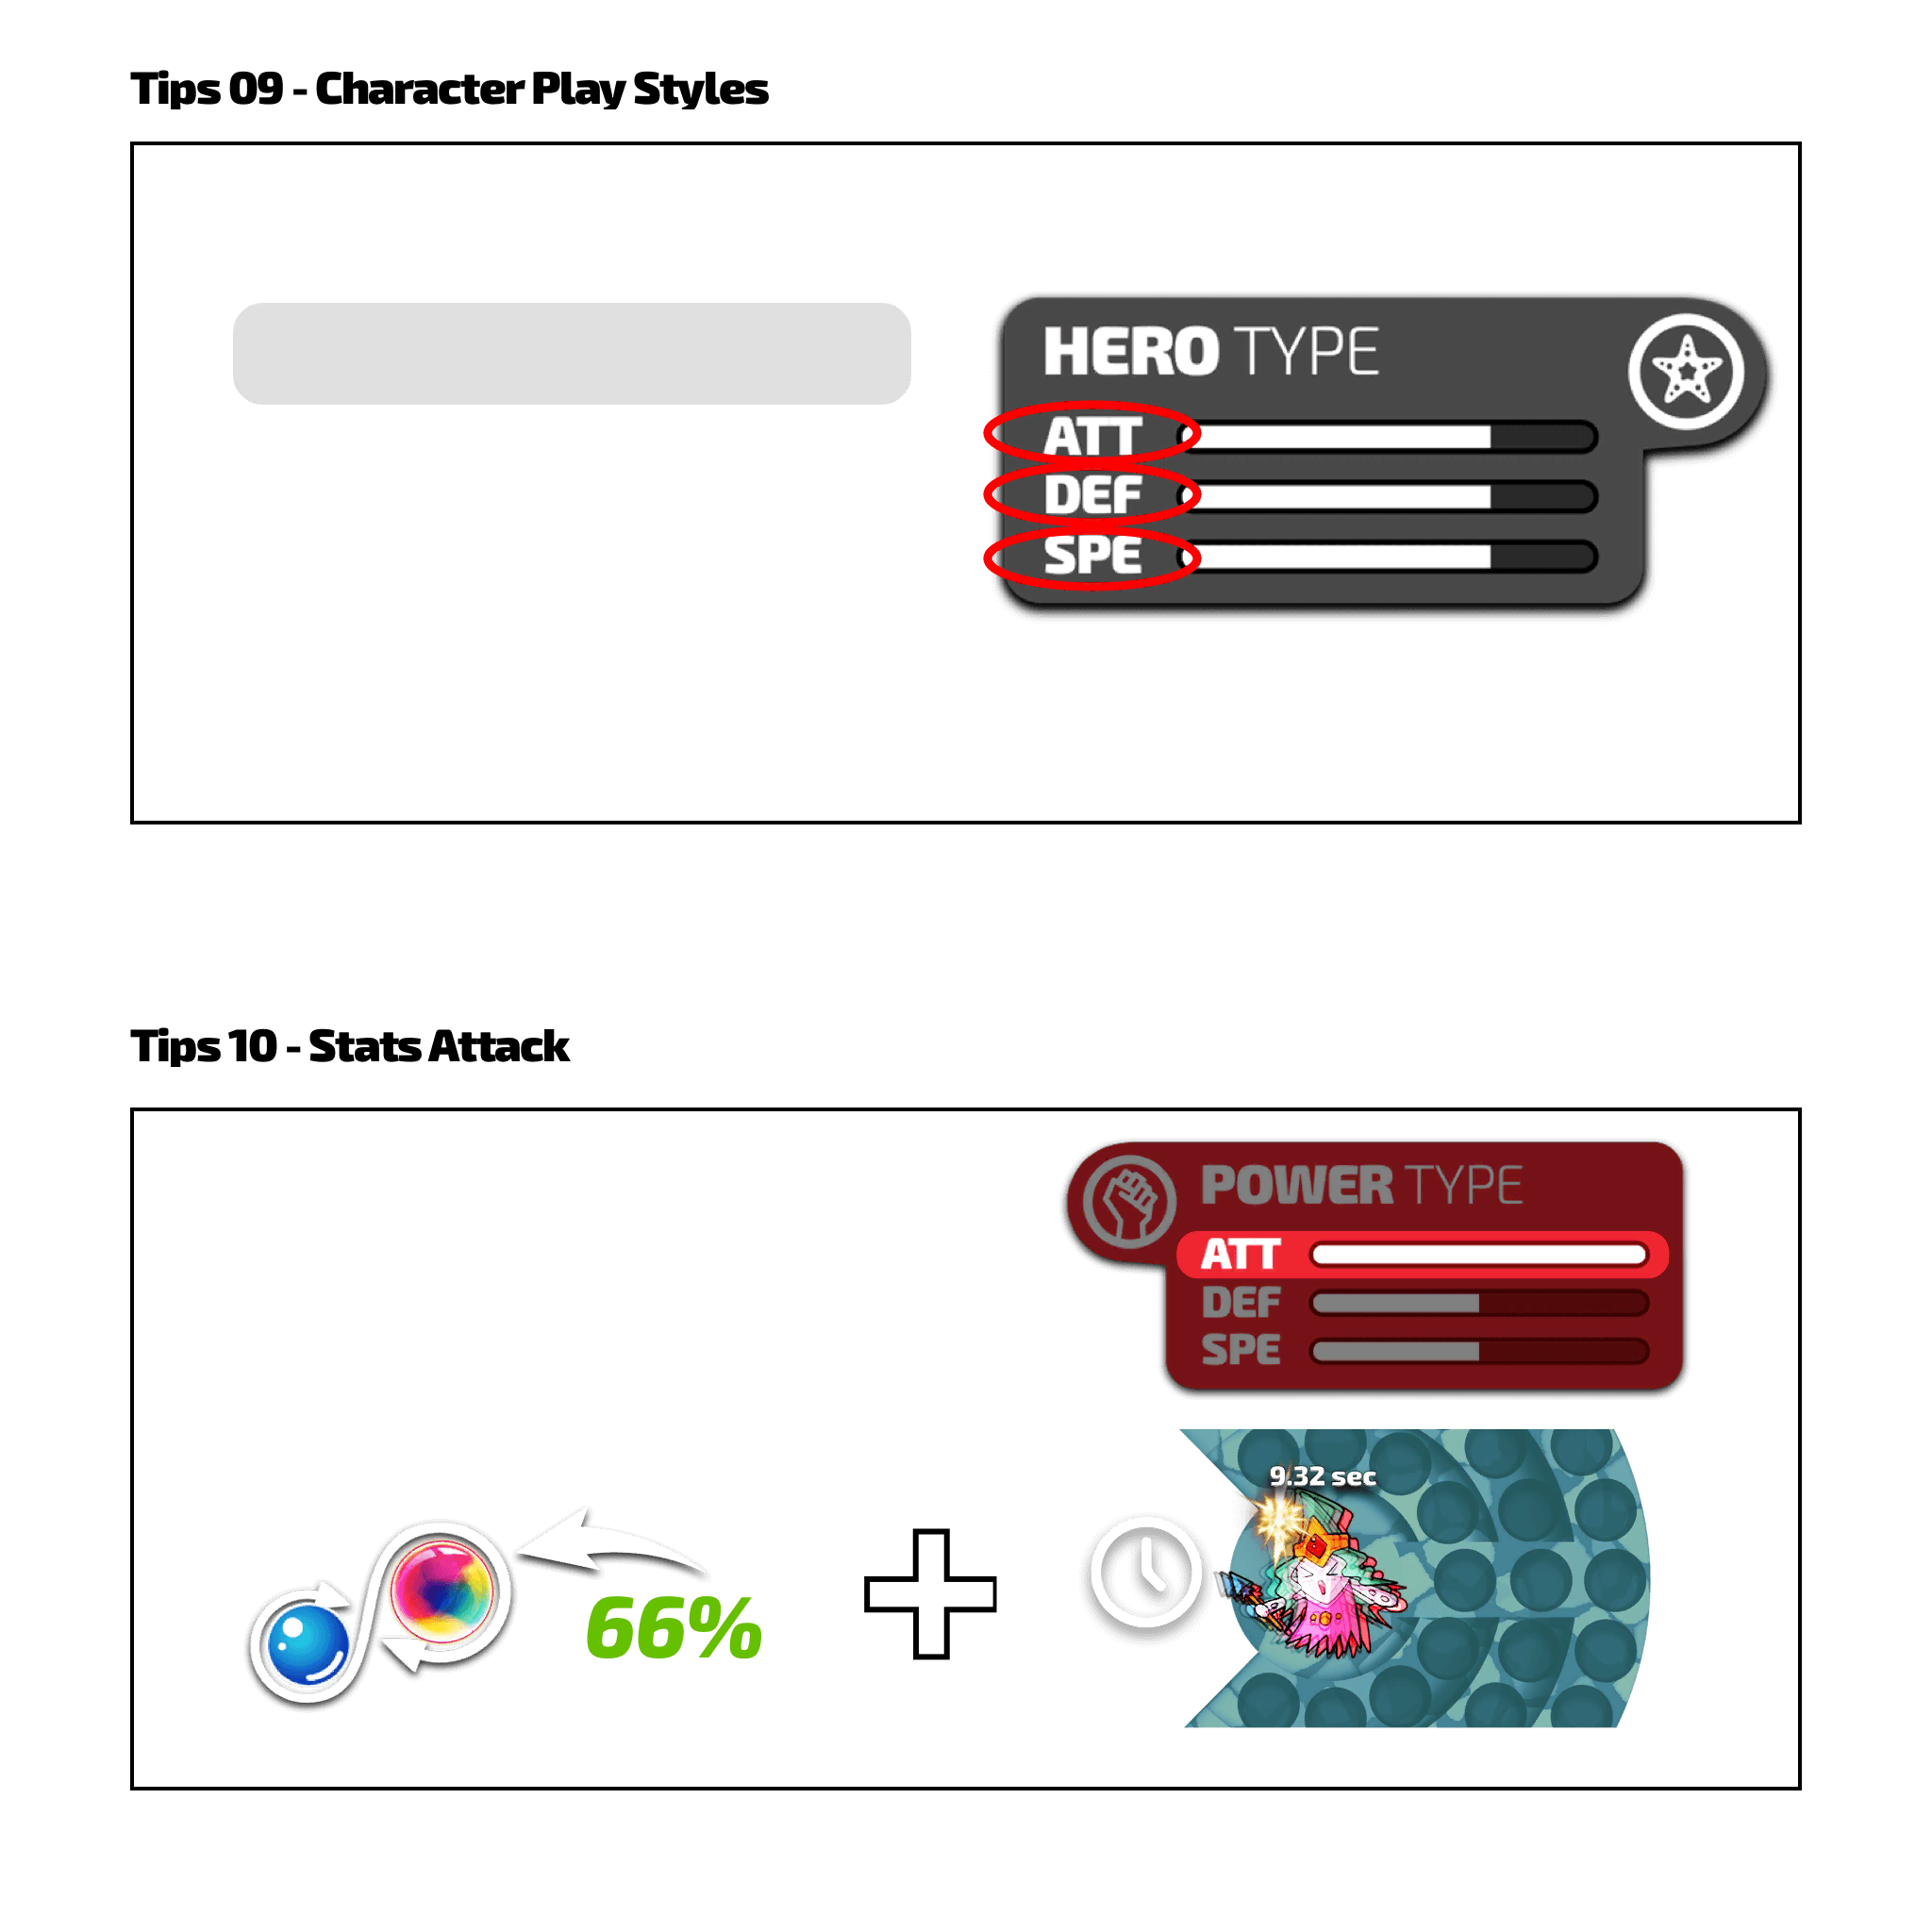 Tips 09 - Character Play Styles
HERO TYPE
ATT
DEF
SPE
Tips 10 - Stats Attack
POWER TYPE
ATT
DEF
SPE
9.32 sec
66%